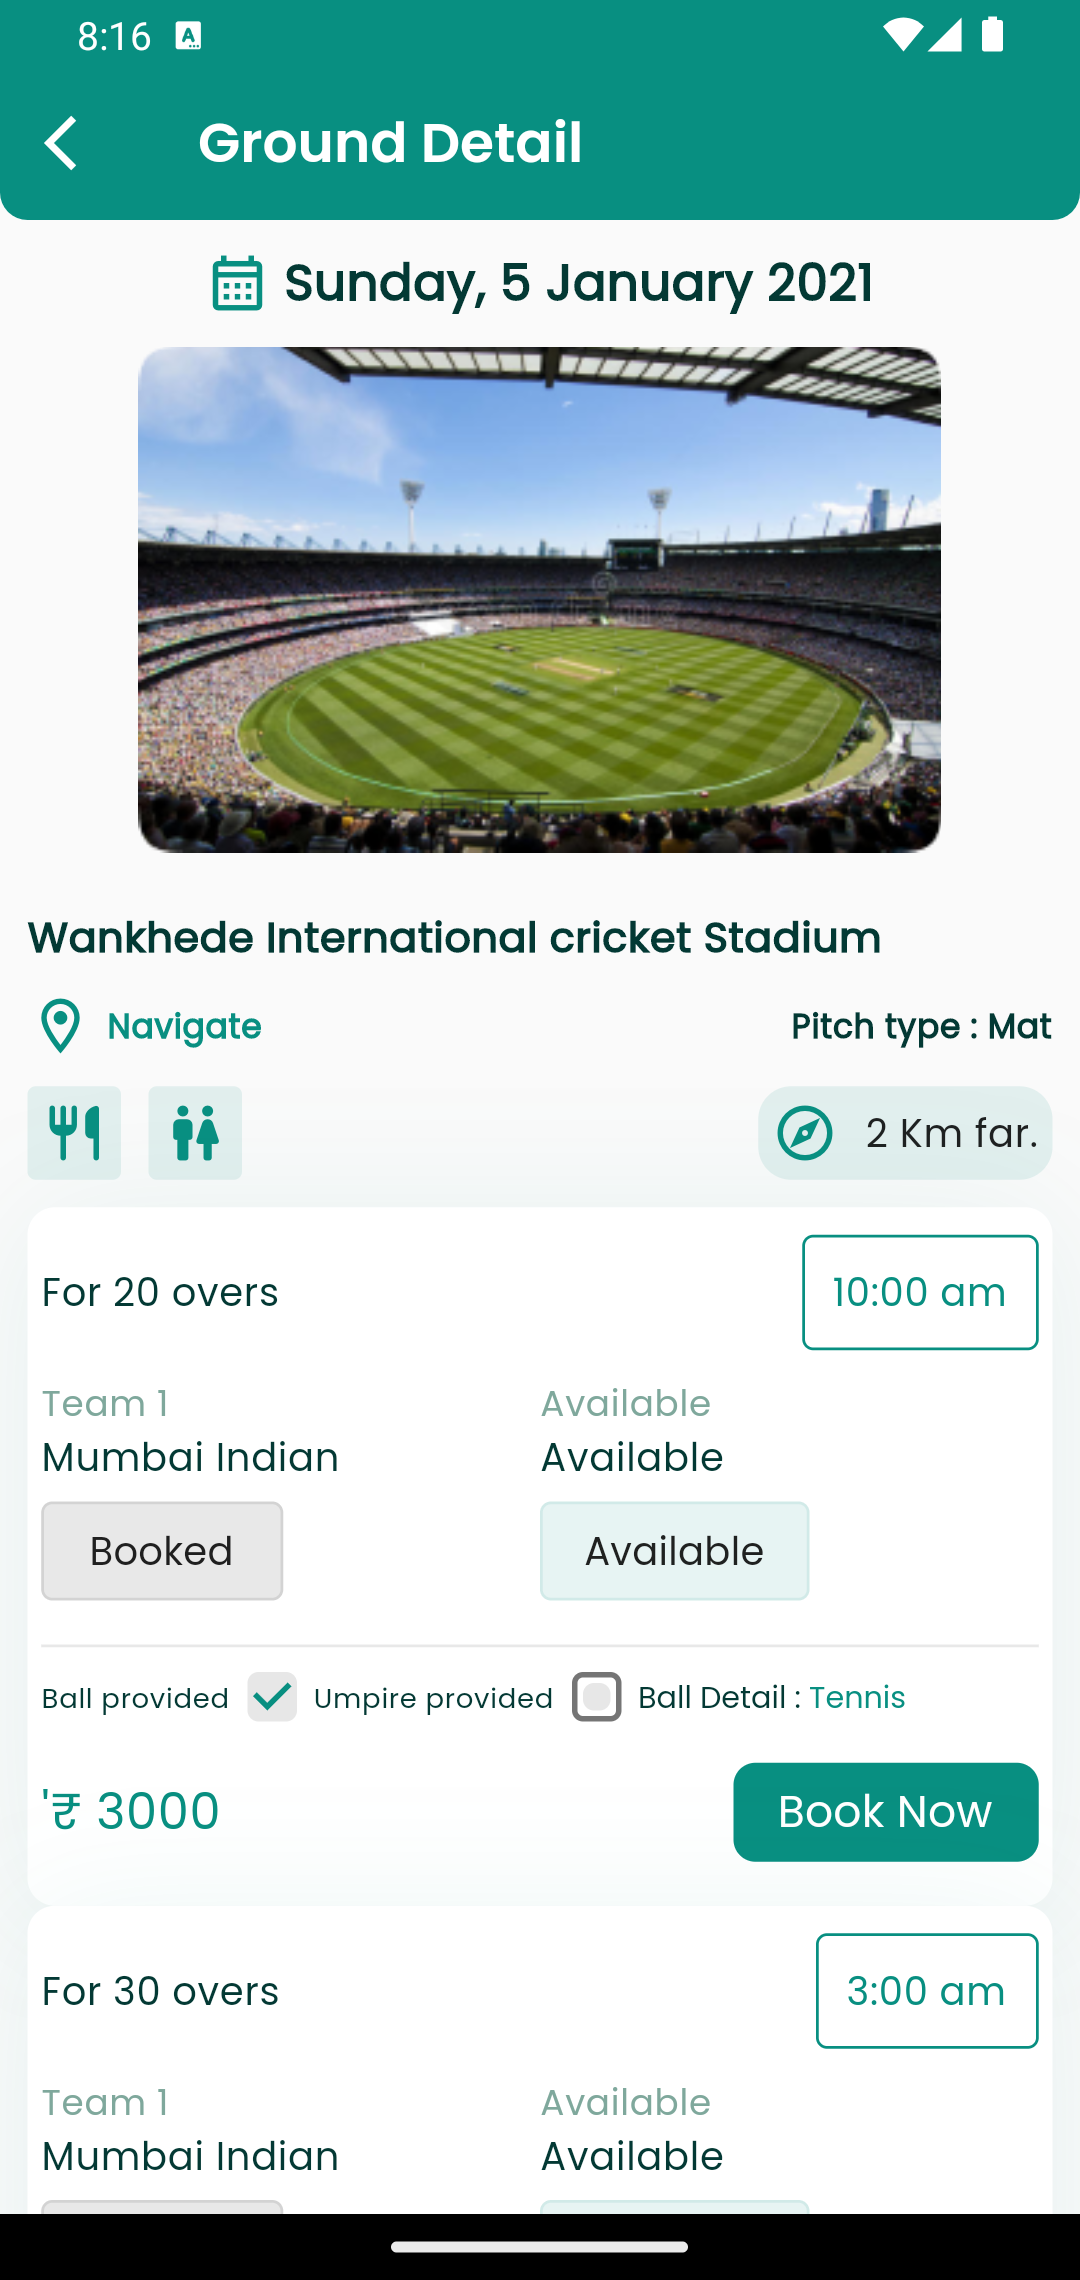 8:16
Ground Detail
Sunday, 5 January 2021
Wankhede International cricket Stadium
Navigate
Pitch type : Mat
2 Km far.
For 20 overs
10:00 am
Team 1
Available
Mumbai Indian
Available
Booked
Available
Ball provided
Umpire provided
Ball Detail : Tennis
'₹ 3000
Book Now
For 30 overs
3:00 am
Team 1
Available
Mumbai Indian
Available